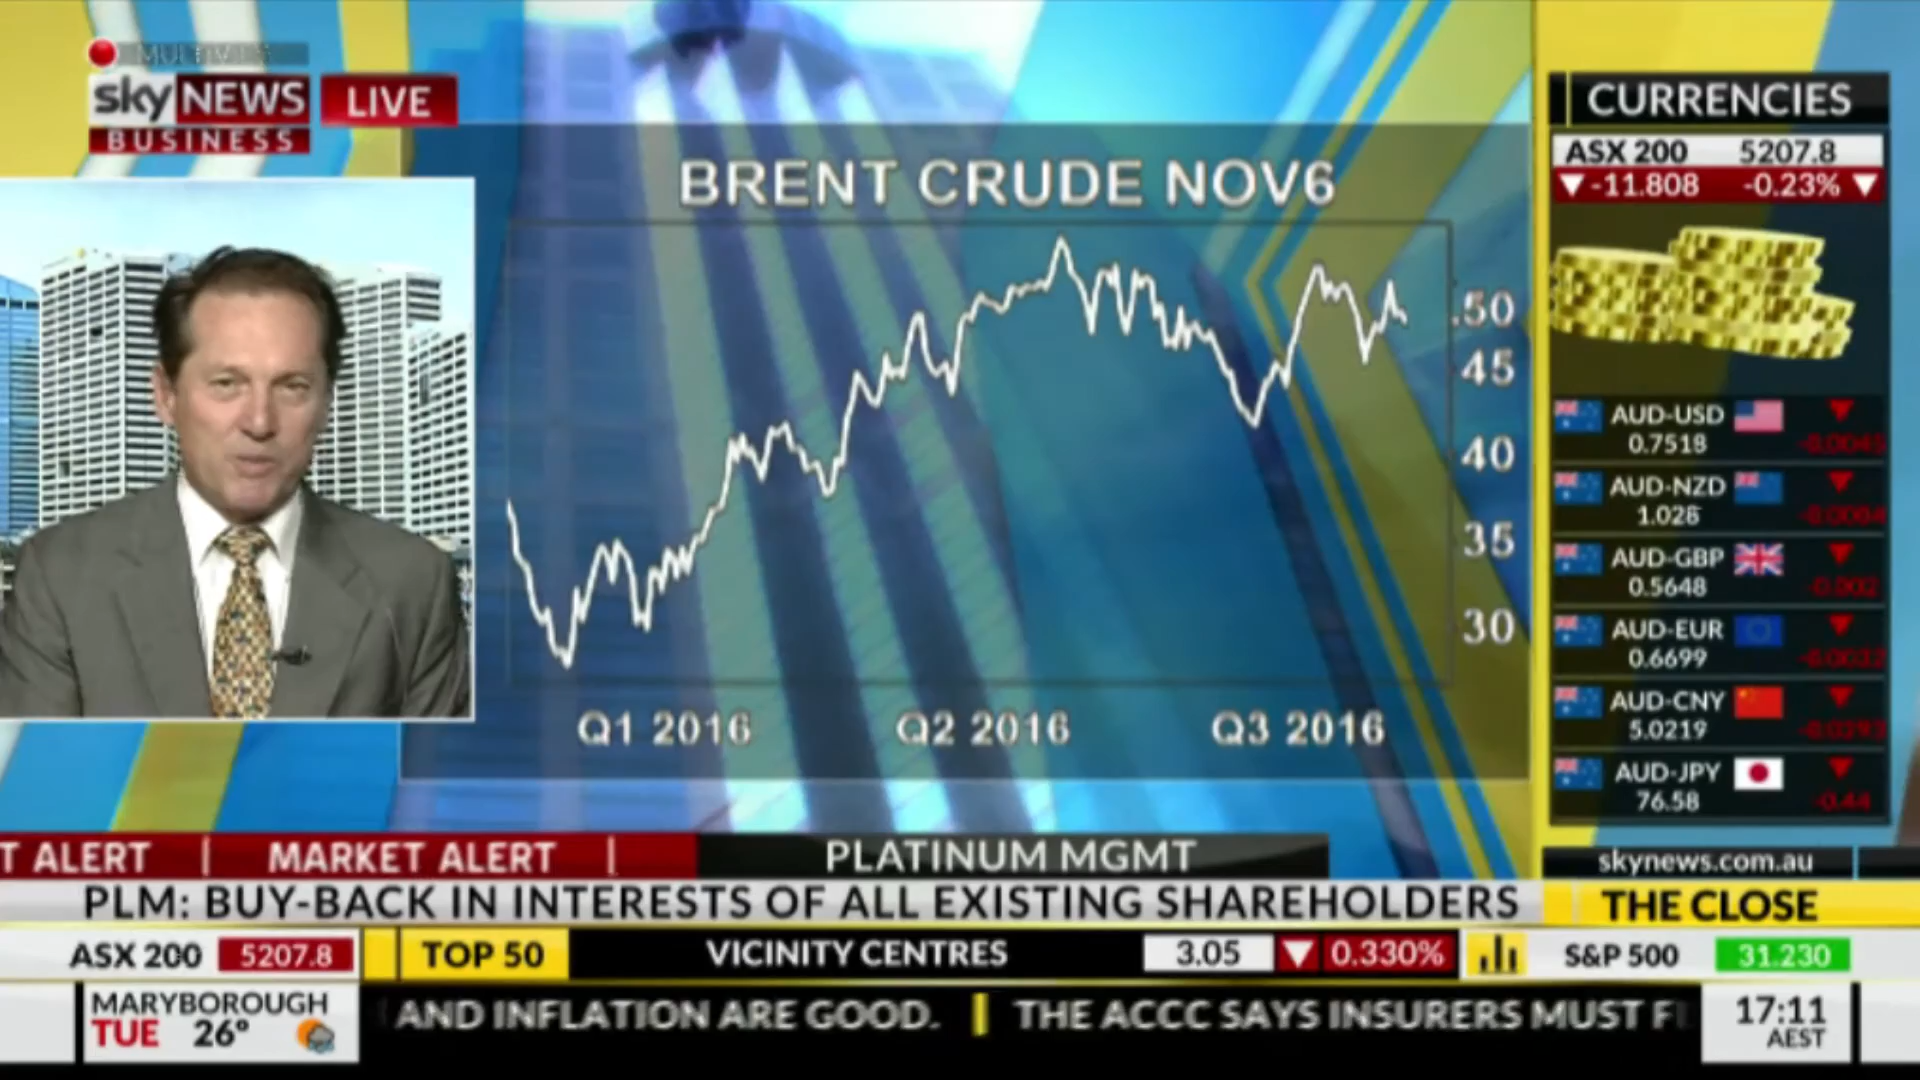 sky NEWS
BUSINESS
LIVE
BRENT CRUDE NOV6
.50
45
40
35
30
Q1 2016
Q2 2016
Q3 2016
CURRENCIES
ASX 200 5207.8
-11.808 -0.23%
AUD-USD
0.7518
AUD-NZD
AUD-GBP
0.5648
-0.002
AUD-EUR
0.6699
AUD-CNY
5.0219
AUD-JPY
76.58
-0.44
T ALERT | MARKET ALERT |
PLATINUM MGMT
skynews.com.au
PLM: BUY-BACK IN INTERESTS OF ALL EXISTING SHAREHOLDERS
THE CLOSE
ASX 200 5207.8
TOP 50
VICINITY CENTRES 3.05 0.330%
S&P 500 31.230
MARYBOROUGH
TUE 26°
AND INFLATION ARE GOOD. | THE ACCC SAYS INSURERS MUST F
17:11
AEST